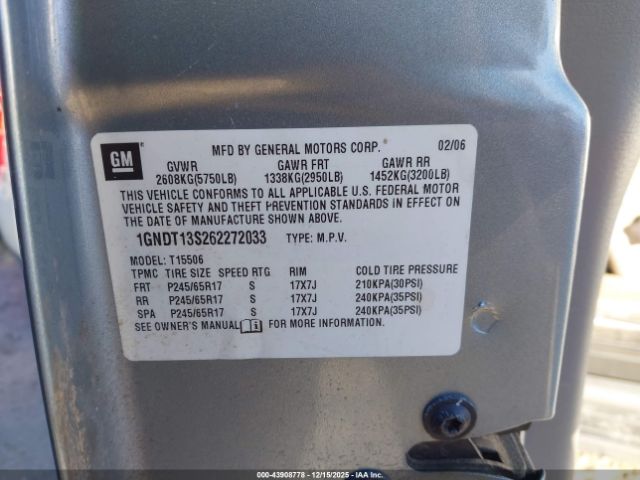 GM
MFD BY GENERAL MOTORS CORP. 02/06
GVWR GAWR FRT GAWR RR
2608KG(5750LB) 1338KG(2950LB) 1452KG(3200LB)
THIS VEHICLE CONFORMS TO ALL APPLICABLE U.S. FEDERAL MOTOR
VEHICLE SAFETY AND THEFT PREVENTION STANDARDS IN EFFECT ON
THE DATE OF MANUFACTURE SHOWN ABOVE.
1GNDT13S262272033 TYPE: M.P.V.
MODEL: T15506
TPMC TIRE SIZE SPEED RTG RIM COLD TIRE PRESSURE
FRT P245/65R17 S 17X7J 210KPA(30PSI)
RR P245/65R17 S 17X7J 240KPA(35PSI)
SPA P245/65R17 S 17X7J 240KPA(35PSI)
SEE OWNER'S MANUAL FOR MORE INFORMATION.
000-43908778 - 12/15/2025 - IAAI.COM